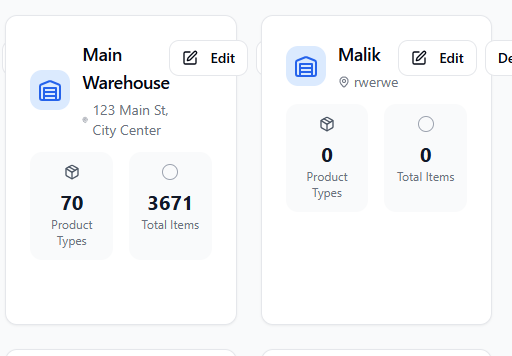 Main
Warehouse
Edit
123 Main St,
City Center
70
Product
Types
3671
Total Items
Malik
Edit
De
rwerwe
0
Product
Types
0
Total Items